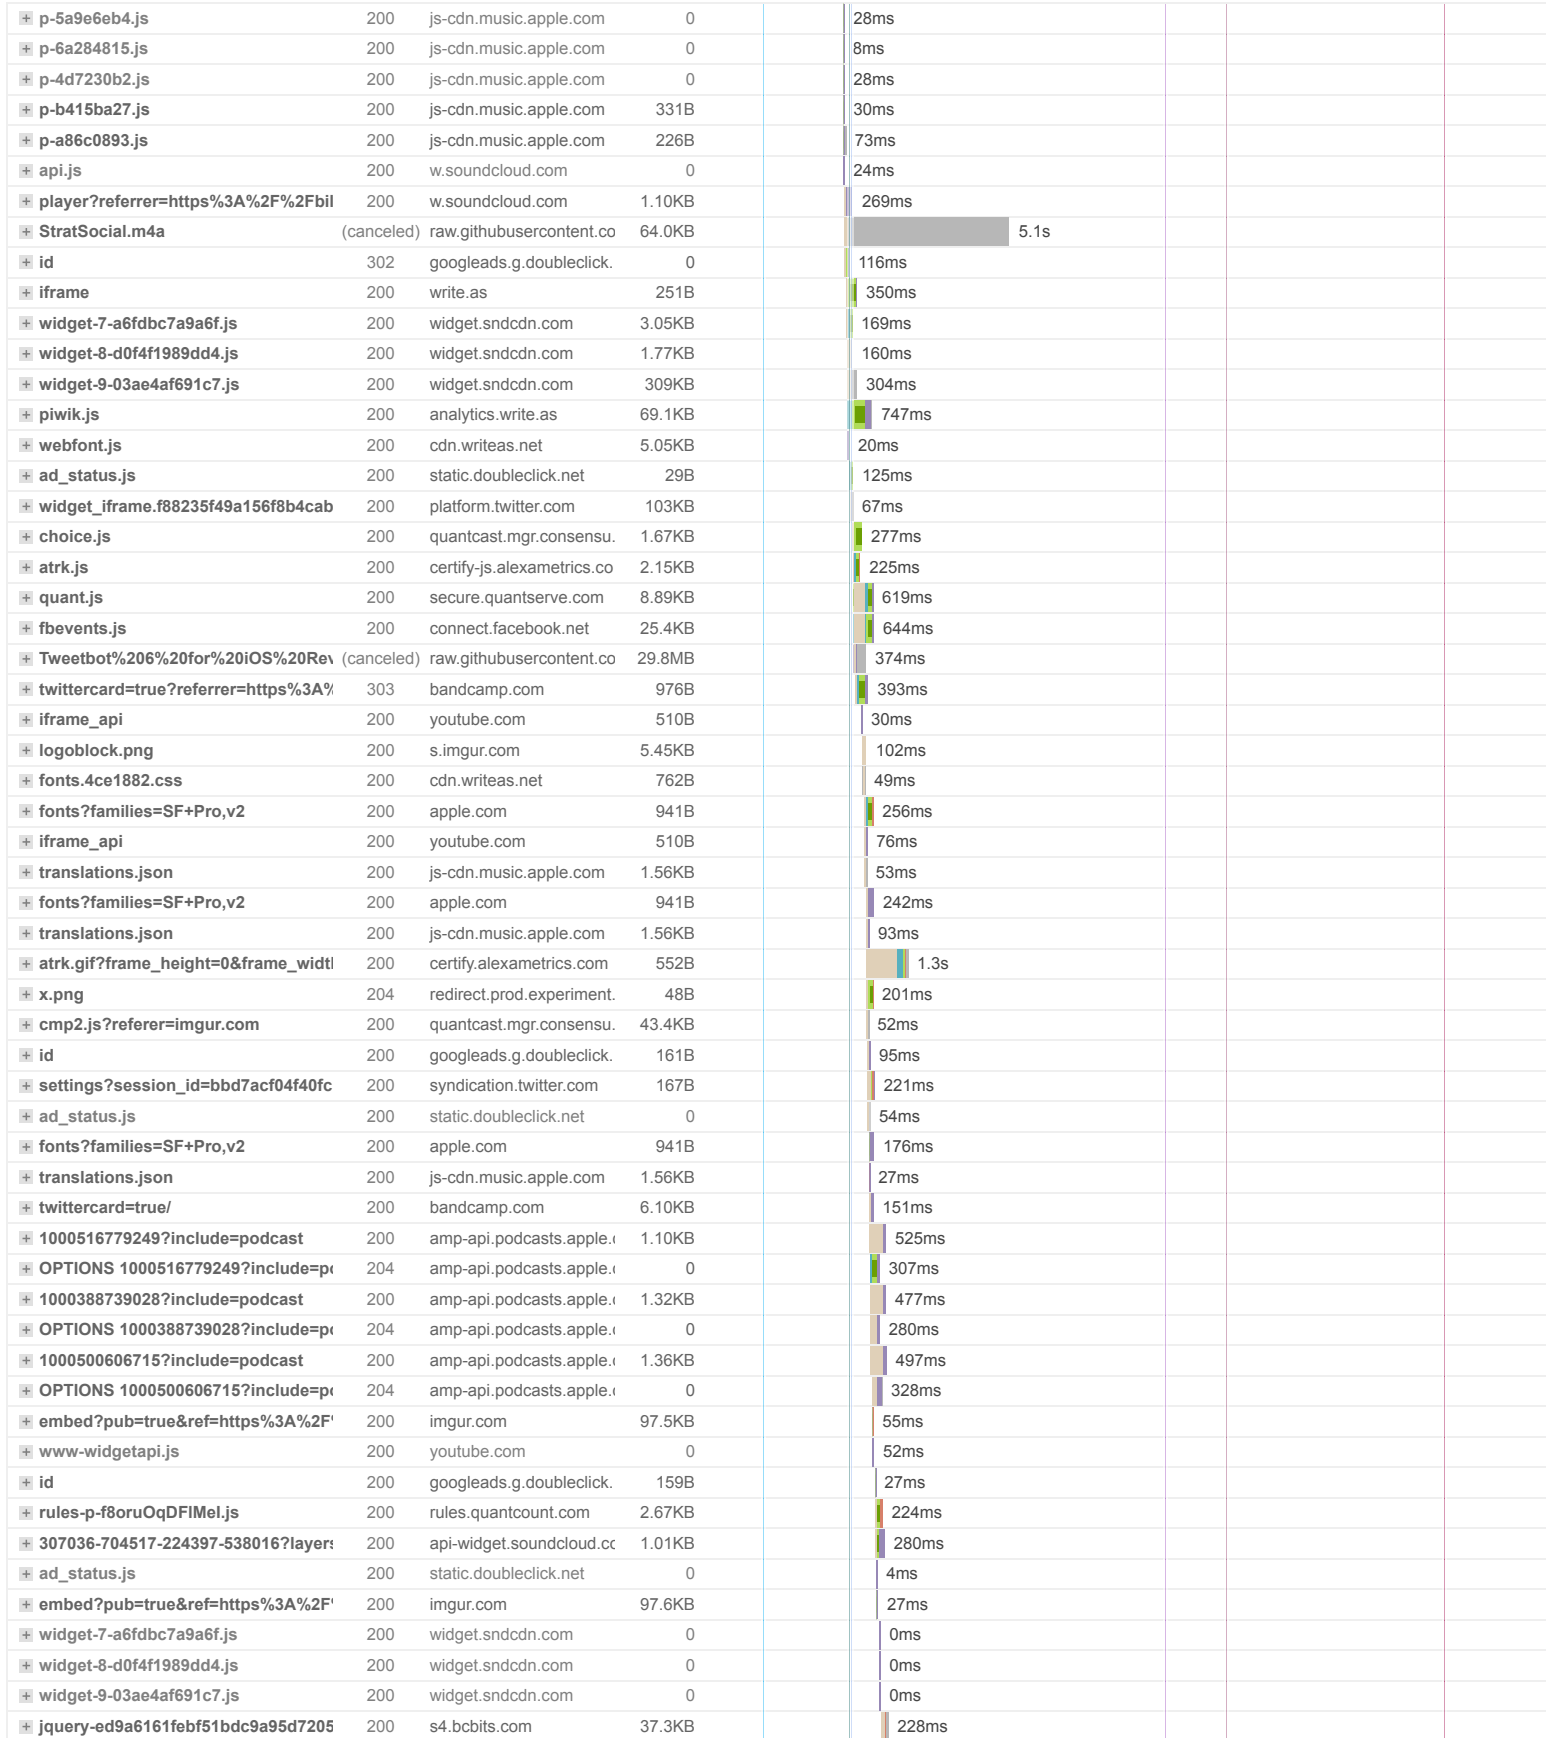 + p-5a9e6eb4.js 200 js-cdn.music.apple.com 0 28ms
+ p-6a284815.js 200 js-cdn.music.apple.com 0 8ms
+ p-4d7230b2.js 200 js-cdn.music.apple.com 0 28ms
+ p-b415ba27.js 200 js-cdn.music.apple.com 331B 30ms
+ p-a86c0893.js 200 js-cdn.music.apple.com 226B 73ms
+ api.js 200 w.soundcloud.com 0 24ms
+ player?referrer=https%3A%2F%2Fbil 200 w.soundcloud.com 1.10KB 269ms
+ StratSocial.m4a (canceled) raw.githubusercontent.co 64.0KB 5.1s
+ id 302 googleads.g.doubleclick. 0 116ms
+ iframe 200 write.as 251B 350ms
+ widget-7-a6fdbc7a9a6f.js 200 widget.sndcdn.com 3.05KB 169ms
+ widget-8-d0f4f1989dd4.js 200 widget.sndcdn.com 1.77KB 160ms
+ widget-9-03ae4af691c7.js 200 widget.sndcdn.com 309KB 304ms
+ piwik.js 200 analytics.write.as 69.1KB 747ms
+ webfont.js 200 cdn.writeas.net 5.05KB 20ms
+ ad_status.js 200 static.doubleclick.net 29B 125ms
+ widget_iframe.f88235f49a156f8b4cab 200 platform.twitter.com 103KB 67ms
+ choice.js 200 quantcast.mgr.consensu. 1.67KB 277ms
+ atrk.js 200 certify-js.alexametrics.co 2.15KB 225ms
+ quant.js 200 secure.quantserve.com 8.89KB 619ms
+ fbevents.js 200 connect.facebook.net 25.4KB 644ms
+ Tweetbot%206%20for%20iOS%20Rev (canceled) raw.githubusercontent.co 29.8MB 374ms
+ twittercard=true?referrer=https%3A% 303 bandcamp.com 976B 393ms
+ iframe_api 200 youtube.com 510B 30ms
+ logoblock.png 200 s.imgur.com 5.45KB 102ms
+ fonts.4ce1882.css 200 cdn.writeas.net 762B 49ms
+ fonts?families=SF+Pro,v2 200 apple.com 941B 256ms
+ iframe_api 200 youtube.com 510B 76ms
+ translations.json 200 js-cdn.music.apple.com 1.56KB 53ms
+ fonts?families=SF+Pro,v2 200 apple.com 941B 242ms
+ translations.json 200 js-cdn.music.apple.com 1.56KB 93ms
+ atrk.gif?frame_height=0&frame_widt 200 certify.alexametrics.com 552B 1.3s
+ x.png 204 redirect.prod.experiment. 48B 201ms
+ cmp2.js?referer=imgur.com 200 quantcast.mgr.consensu. 43.4KB 52ms
+ id 200 googleads.g.doubleclick. 161B 95ms
+ settings?session_id=bbd7acf04f40fc 200 syndication.twitter.com 167B 221ms
+ ad_status.js 200 static.doubleclick.net 0 54ms
+ fonts?families=SF+Pro,v2 200 apple.com 941B 176ms
+ translations.json 200 js-cdn.music.apple.com 1.56KB 27ms
+ twittercard=true/ 200 bandcamp.com 6.10KB 151ms
+ 1000516779249?include=podcast 200 amp-api.podcasts.apple. 1.10KB 525ms
+ OPTIONS 1000516779249?include=p 204 amp-api.podcasts.apple. 0 307ms
+ 1000388739028?include=podcast 200 amp-api.podcasts.apple. 1.32KB 477ms
+ OPTIONS 1000388739028?include=p 204 amp-api.podcasts.apple. 0 280ms
+ 1000500606715?include=podcast 200 amp-api.podcasts.apple. 1.36KB 497ms
+ OPTIONS 1000500606715?include=p 204 amp-api.podcasts.apple. 0 328ms
+ embed?pub=true&ref=https%3A%2F 200 imgur.com 97.5KB 55ms
+ www-widgetapi.js 200 youtube.com 0 52ms
+ id 200 googleads.g.doubleclick. 159B 27ms
+ rules-p-f8oruOqDFlMeI.js 200 rules.quantcount.com 2.67KB 224ms
+ 307036-704517-224397-538016?layers 200 api-widget.soundcloud.co 1.01KB 280ms
+ ad_status.js 200 static.doubleclick.net 0 4ms
+ embed?pub=true&ref=https%3A%2F 200 imgur.com 97.6KB 27ms
+ widget-7-a6fdbc7a9a6f.js 200 widget.sndcdn.com 0 0ms
+ widget-8-d0f4f1989dd4.js 200 widget.sndcdn.com 0 0ms
+ widget-9-03ae4af691c7.js 200 widget.sndcdn.com 0 0ms
+ jquery-ed9a6161febf51bdc9a95d7205 200 s4.bcbits.com 37.3KB 228ms